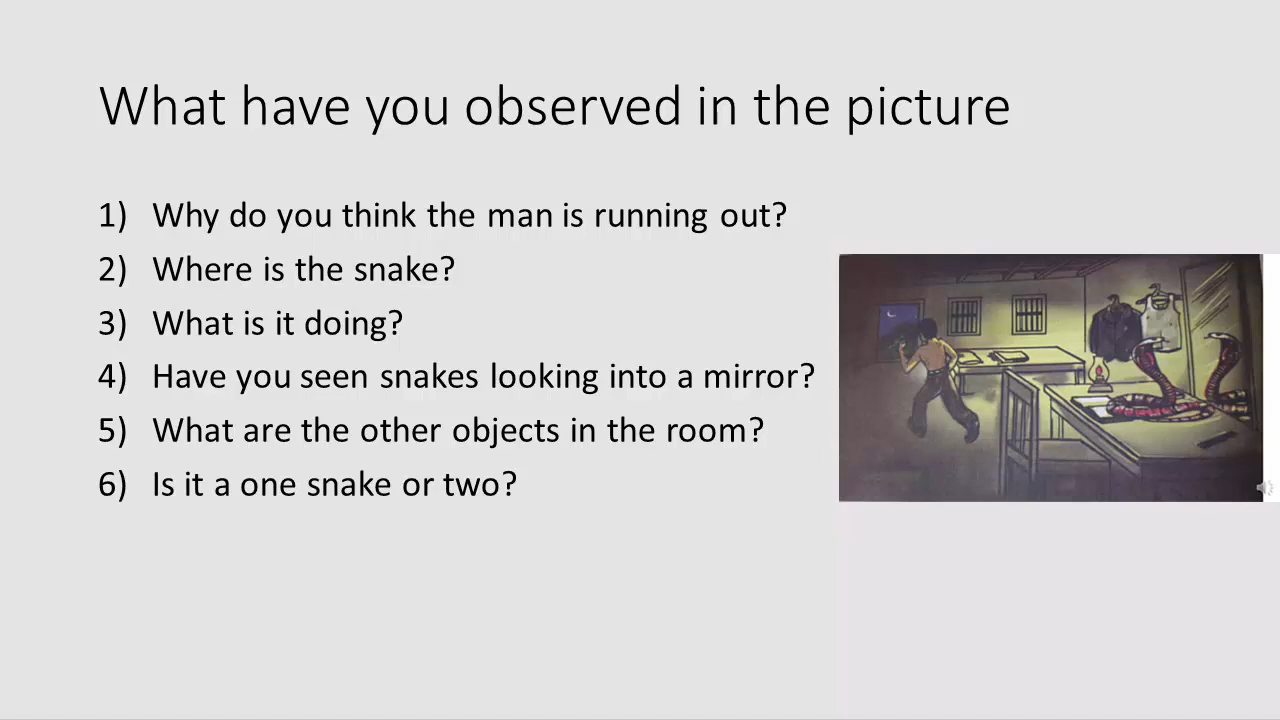 What have you observed in the picture
1) Why do you think the man is running out?
2) Where is the snake?
3) What is it doing?
4) Have you seen snakes looking into a mirror?
5) What are the other objects in the room?
6) Is it a one snake or two?